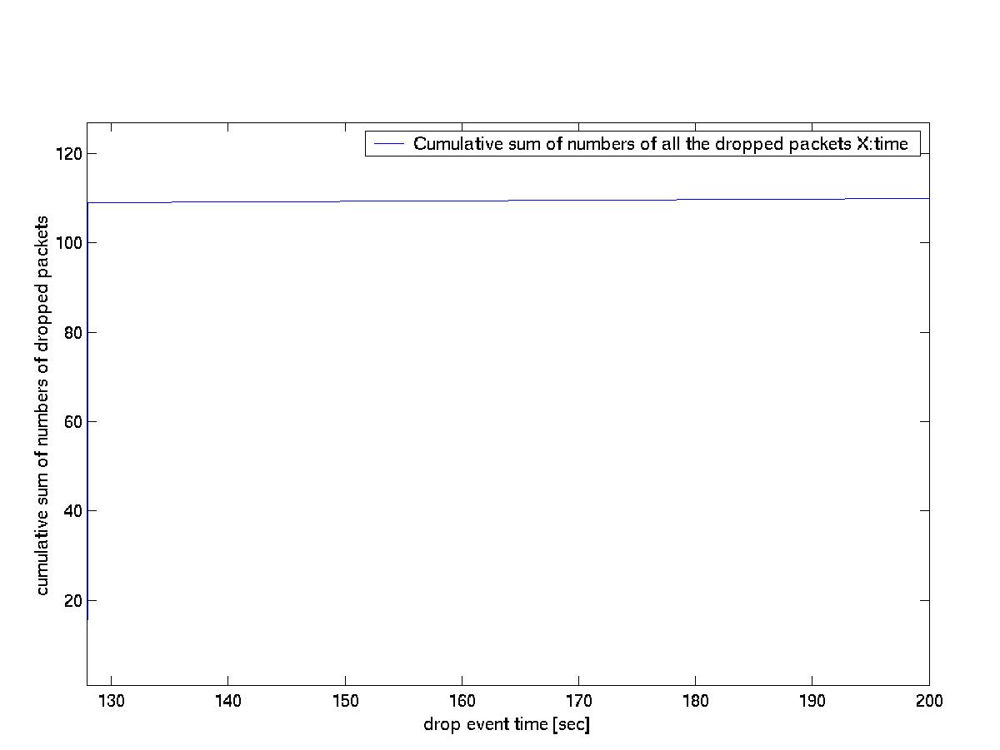 Cumulative sum of numbers of all the dropped packets X:time
120
100
80
60
40
20
cumulative sum of numbers of dropped packets
130 140 150 160 170 180 190 200
drop event time [sec]